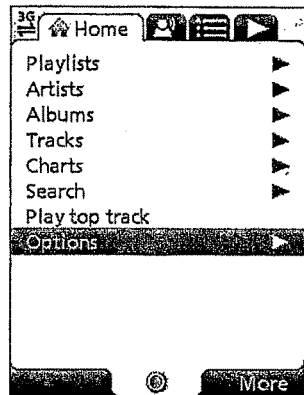 3G
Home
Playlists
Artists
Albums
Tracks
Charts
Search
Play top track
Options
More